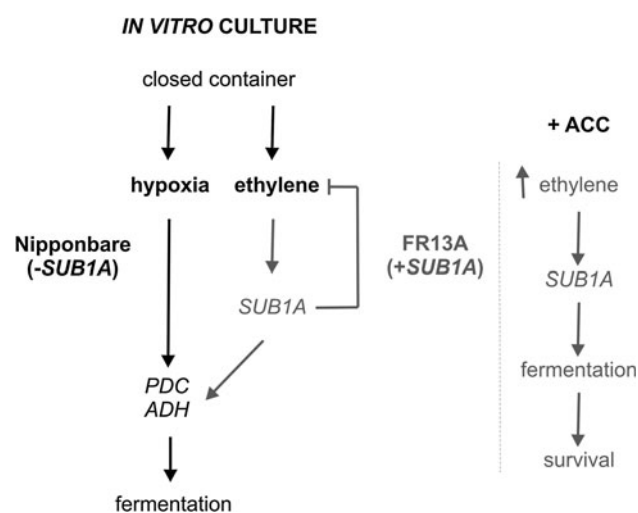 IN VITRO CULTURE
closed container
hypoxia ethylene
Nipponbare
(-SUB1A)
SUB1A
FR13A
(+SUB1A)
PDC
ADH
fermentation
+ ACC
ethylene
SUB1A
fermentation
survival